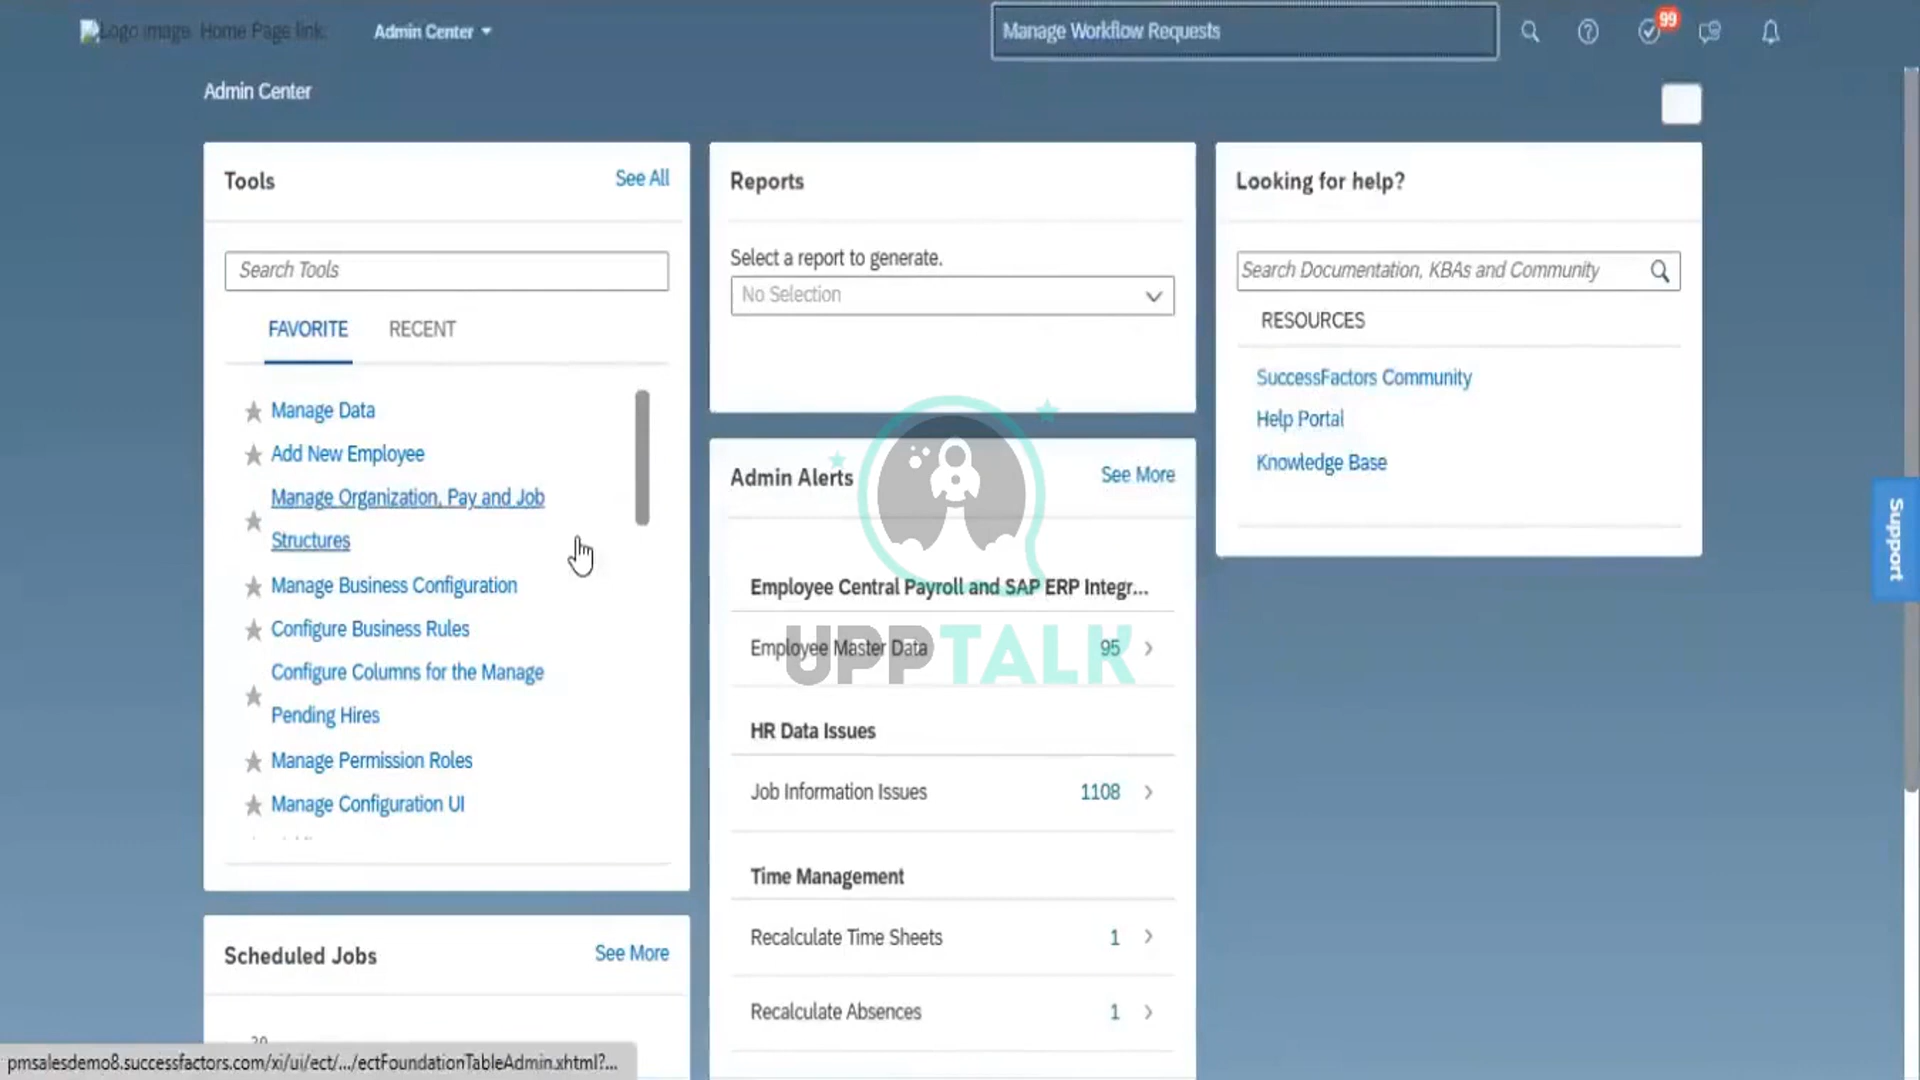 Logo image Home Page link
Admin Center
Manage Workflow Requests
99
Admin Center
Tools
See All
Search Tools
FAVORITE
RECENT
Manage Data
Add New Employee
Manage Organization, Pay and Job
Structures
Manage Business Configuration
Configure Business Rules
Configure Columns for the Manage
Pending Hires
Manage Permission Roles
Manage Configuration UI
Scheduled Jobs
See More
Reports
Select a report to generate.
No Selection
Admin Alerts
See More
Employee Central Payroll and SAP ERP Integr...
Employee Master Data 95
UPPTALK
HR Data Issues
Job Information Issues 1108
Time Management
Recalculate Time Sheets 1
Recalculate Absences 1
Looking for help?
Search Documentation, KBAs and Community
RESOURCES
SuccessFactors Community
Help Portal
Knowledge Base
Support
pmsalesdemo8.successfactors.com/xi/ui/ect/.../ectFoundationTableAdmin.xhtml?...